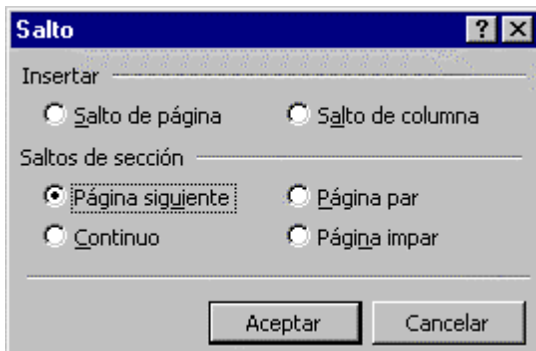 Salto
Insertar
Salto de página Salto de columna
Saltos de sección
Página siguiente Página par
Continuo Página impar
Aceptar Cancelar